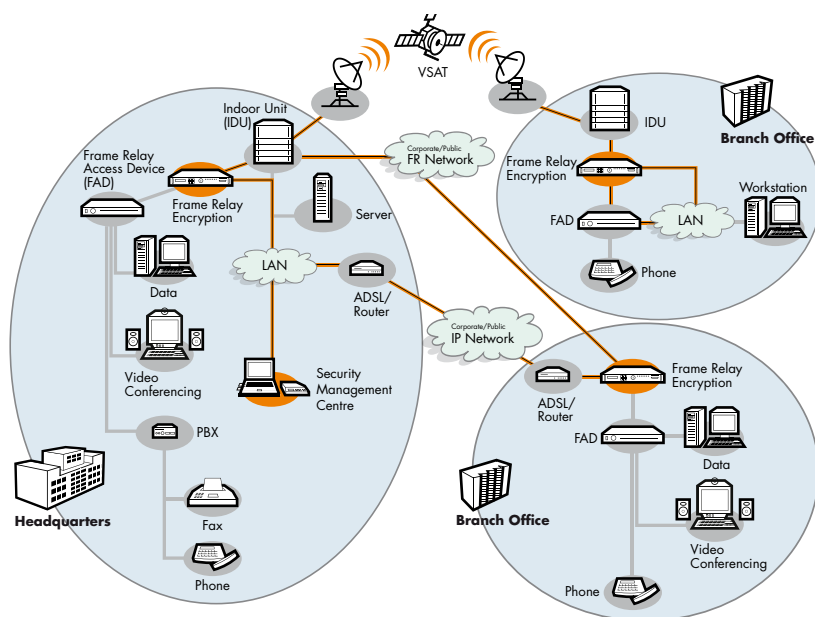 VSAT
Indoor Unit
(IDU)
Frame Relay
Access Device
(FAD)
Frame Relay
Encryption
Server
LAN
ADSL/
Router
Data
Video
Conferencing
Security
Management
Centre
PBX
Fax
Phone
Headquarters
Corporate/Public
FR Network
Corporate/Public
IP Network
IDU
Branch Office
Frame Relay
Encryption
Workstation
FAD
LAN
Phone
Frame Relay
Encryption
ADSL/
Router
FAD
Data
Branch Office
Video
Conferencing
Phone